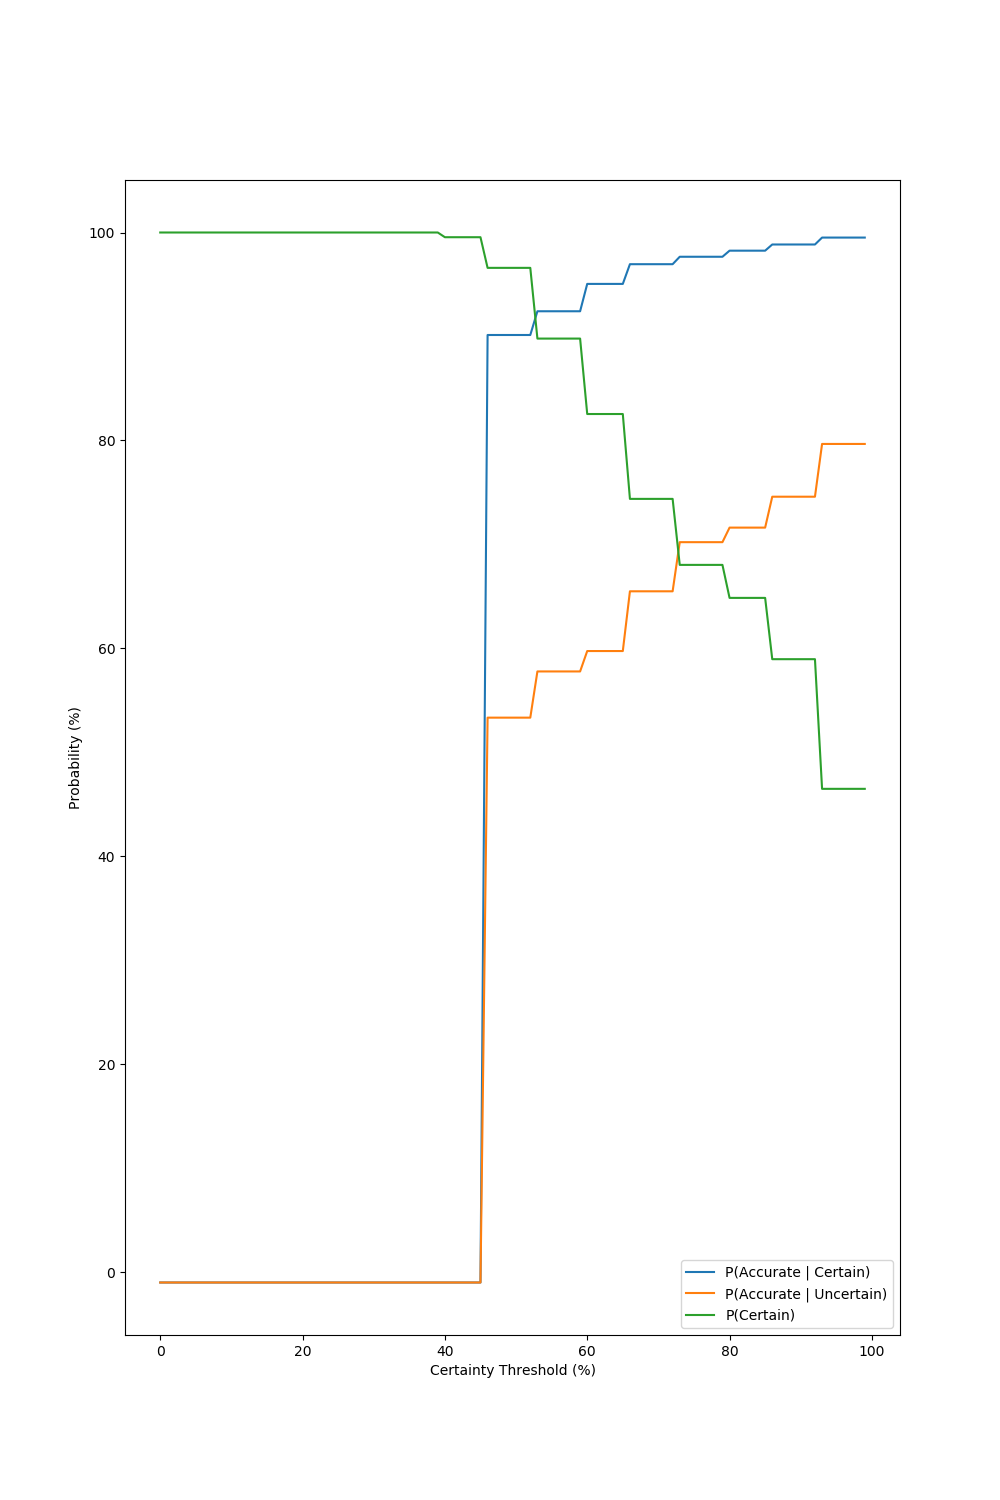 100
80
60
40
20
0
Probability (%)
0 20 40 60 80 100
Certainty Threshold (%)
P(Accurate | Certain)
P(Accurate | Uncertain)
P(Certain)